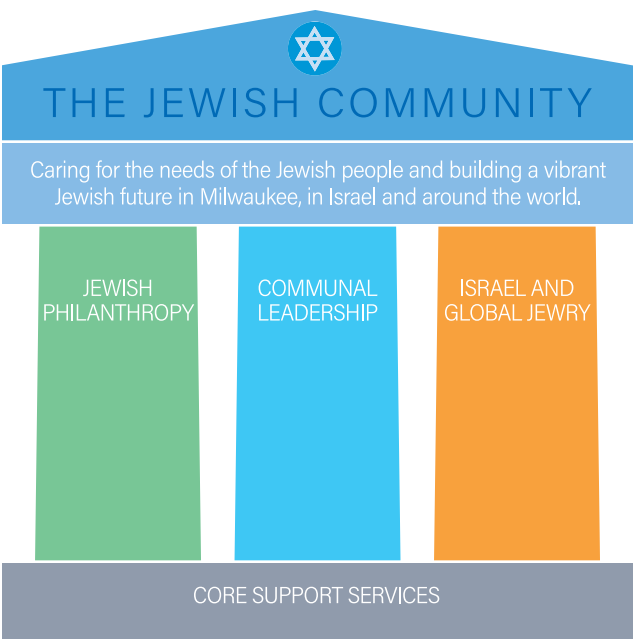 THE JEWISH COMMUNITY
Caring for the needs of the Jewish people and building a vibrant
Jewish future in Milwaukee, in Israel and around the world.
JEWISH
PHILANTHROPY
COMMUNAL
LEADERSHIP
ISRAEL AND
GLOBAL JEWRY
CORE SUPPORT SERVICES